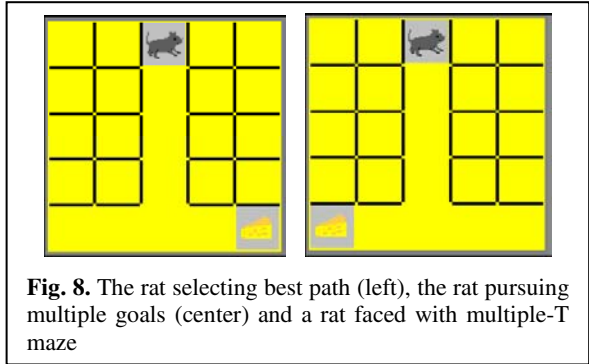 Fig. 8. The rat selecting best path (left), the rat pursuing
multiple goals (center) and a rat faced with multiple-T
maze